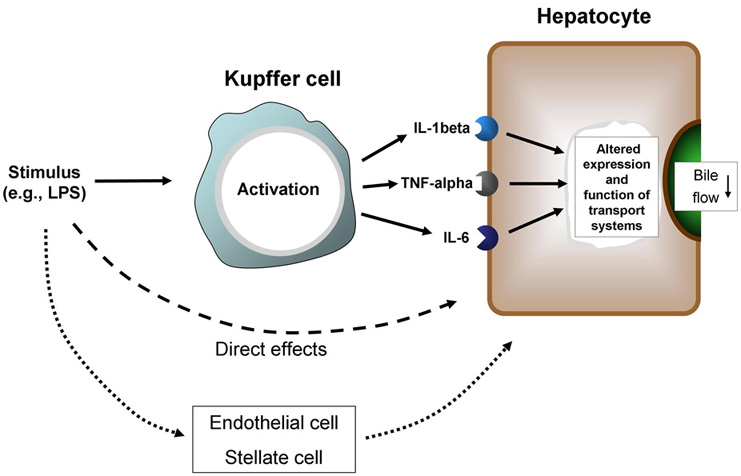 Hepatocyte
Kupffer cell
Stimulus
(e.g., LPS)
Activation
IL-1beta
TNF-alpha
IL-6
Altered
expression
and
function of
transport
systems
Bile
flow
Direct effects
Endothelial cell
Stellate cell